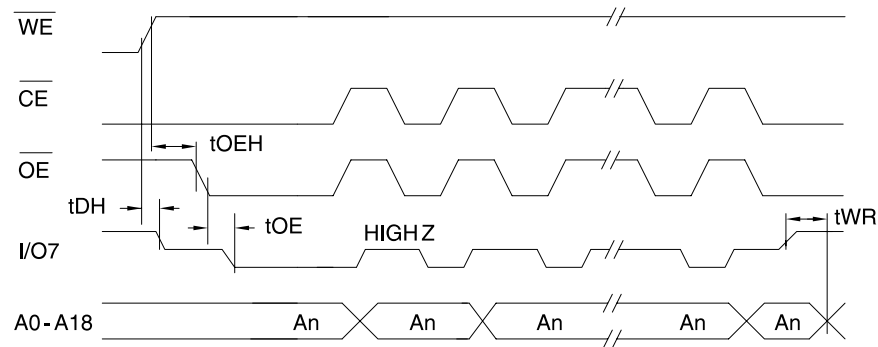 WE
CE
tOEH
OE
tDH
tOE
tWR
HIGH Z
I/O7
A0 - A18
An An An An An